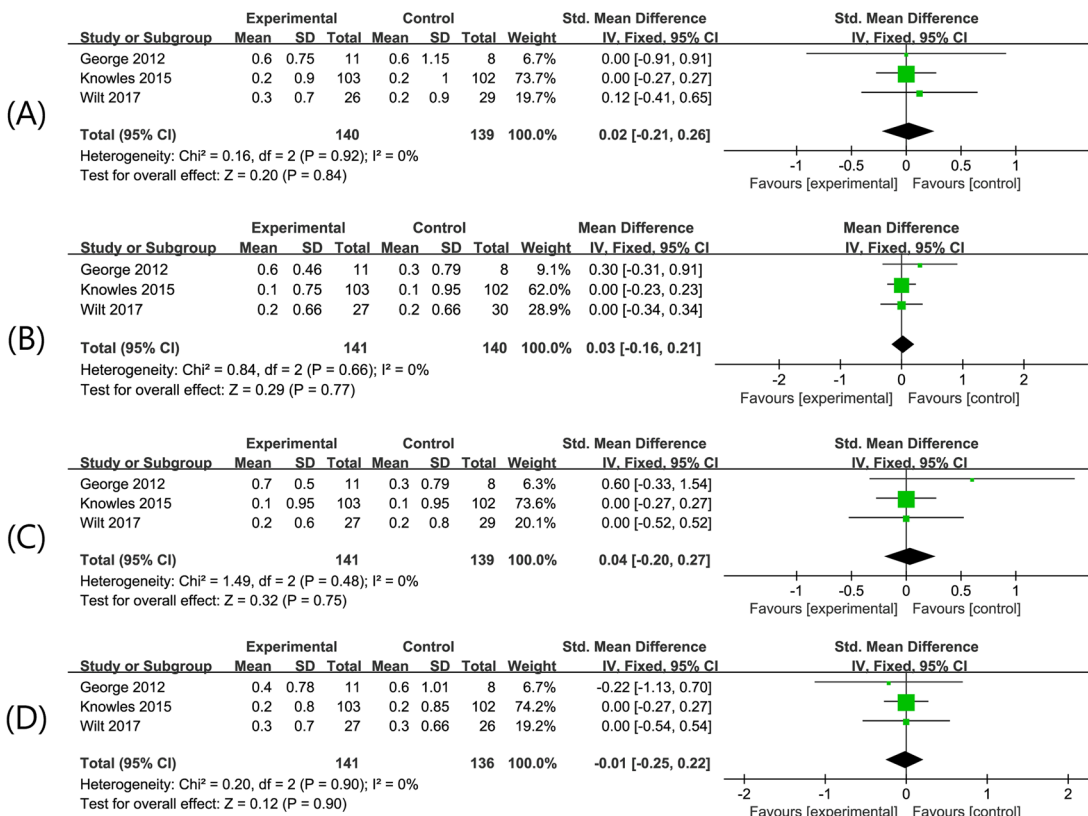 (A)
Experimental Control Std. Mean Difference Std. Mean Difference
Study or Subgroup Mean SD Total Mean SD Total Weight IV, Fixed, 95% CI IV, Fixed, 95% CI
George 2012 0.6 0.75 11 0.6 1.15 8 6.7% 0.00 [-0.91, 0.91]
Knowles 2015 0.2 0.9 103 0.2 1 102 73.7% 0.00 [-0.27, 0.27]
Wilt 2017 0.3 0.7 26 0.2 0.9 29 19.7% 0.12 [-0.41, 0.65]
Total (95% CI) 140 139 100.0% 0.02 [-0.21, 0.26]
Heterogeneity: Chi² = 0.16, df = 2 (P = 0.92); I² = 0%
Test for overall effect: Z = 0.20 (P = 0.84)
-1 -0.5 0 0.5 1
Favours [experimental] Favours [control]
(B)
Experimental Control Mean Difference Mean Difference
Study or Subgroup Mean SD Total Mean SD Total Weight IV, Fixed, 95% CI IV, Fixed, 95% CI
George 2012 0.6 0.46 11 0.3 0.79 8 9.1% 0.30 [-0.31, 0.91]
Knowles 2015 0.1 0.75 103 0.1 0.95 102 62.0% 0.00 [-0.23, 0.23]
Wilt 2017 0.2 0.66 27 0.2 0.66 30 28.9% 0.00 [-0.34, 0.34]
Total (95% CI) 141 140 100.0% 0.03 [-0.16, 0.21]
Heterogeneity: Chi² = 0.84, df = 2 (P = 0.66); I² = 0%
Test for overall effect: Z = 0.29 (P = 0.77)
-2 -1 0 1 2
Favours [experimental] Favours [control]
(C)
Experimental Control Std. Mean Difference Std. Mean Difference
Study or Subgroup Mean SD Total Mean SD Total Weight IV, Fixed, 95% CI IV, Fixed, 95% CI
George 2012 0.7 0.5 11 0.3 0.79 8 6.3% 0.60 [-0.33, 1.54]
Knowles 2015 0.1 0.95 103 0.1 0.95 102 73.6% 0.00 [-0.27, 0.27]
Wilt 2017 0.2 0.6 27 0.2 0.8 29 20.1% 0.00 [-0.52, 0.52]
Total (95% CI) 141 139 100.0% 0.04 [-0.20, 0.27]
Heterogeneity: Chi² = 1.49, df = 2 (P = 0.48); I² = 0%
Test for overall effect: Z = 0.32 (P = 0.75)
-1 -0.5 0 0.5 1
Favours [experimental] Favours [control]
(D)
Experimental Control Std. Mean Difference Std. Mean Difference
Study or Subgroup Mean SD Total Mean SD Total Weight IV, Fixed, 95% CI IV, Fixed, 95% CI
George 2012 0.4 0.78 11 0.6 1.01 8 6.7% -0.22 [-1.13, 0.70]
Knowles 2015 0.2 0.8 103 0.2 0.85 102 74.2% 0.00 [-0.27, 0.27]
Wilt 2017 0.3 0.7 27 0.3 0.66 26 19.2% 0.00 [-0.54, 0.54]
Total (95% CI) 141 136 100.0% -0.01 [-0.25, 0.22]
Heterogeneity: Chi² = 0.20, df = 2 (P = 0.90); I² = 0%
Test for overall effect: Z = 0.12 (P = 0.90)
-2 -1 0 1 2
Favours [experimental] Favours [control]